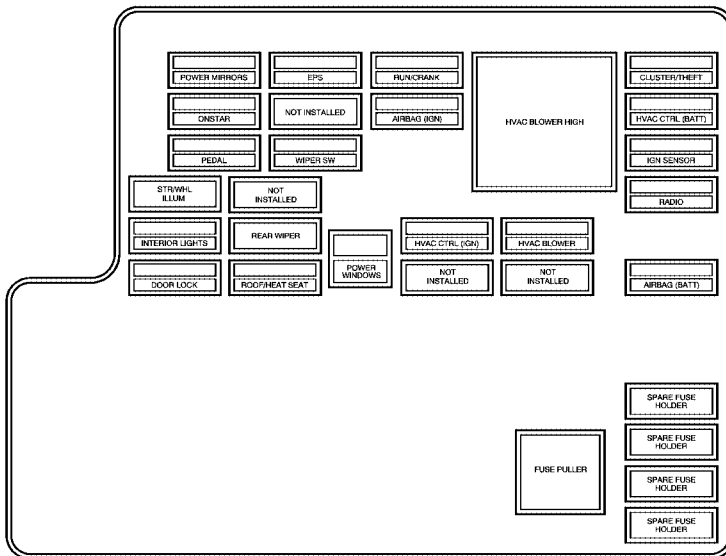 POWER MIRRORS
EPS
RUN/CRANK
HVAC BLOWER HIGH
CLUSTER/THEFT
ONSTAR
NOT INSTALLED
AIRBAG (IGN)
HVAC CTRL (BATT)
PEDAL
WIPER SW
IGN SENSOR
STR/WHL
ILLUM
NOT
INSTALLED
RADIO
INTERIOR LIGHTS
REAR WIPER
POWER
WINDOWS
HVAC CTRL (IGN)
HVAC BLOWER
DOOR LOCK
ROOF/HEAT SEAT
NOT
INSTALLED
NOT
INSTALLED
AIRBAG (BATT)
SPARE FUSE
HOLDER
FUSE PULLER
SPARE FUSE
HOLDER
SPARE FUSE
HOLDER
SPARE FUSE
HOLDER